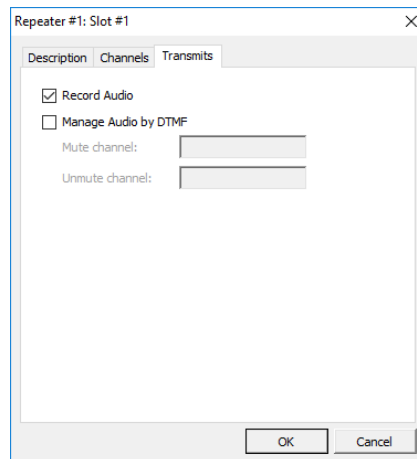 Repeater #1: Slot #1
Description Channels Transmits
Record Audio
Manage Audio by DTMF
Mute channel:
Unmute channel:
OK Cancel